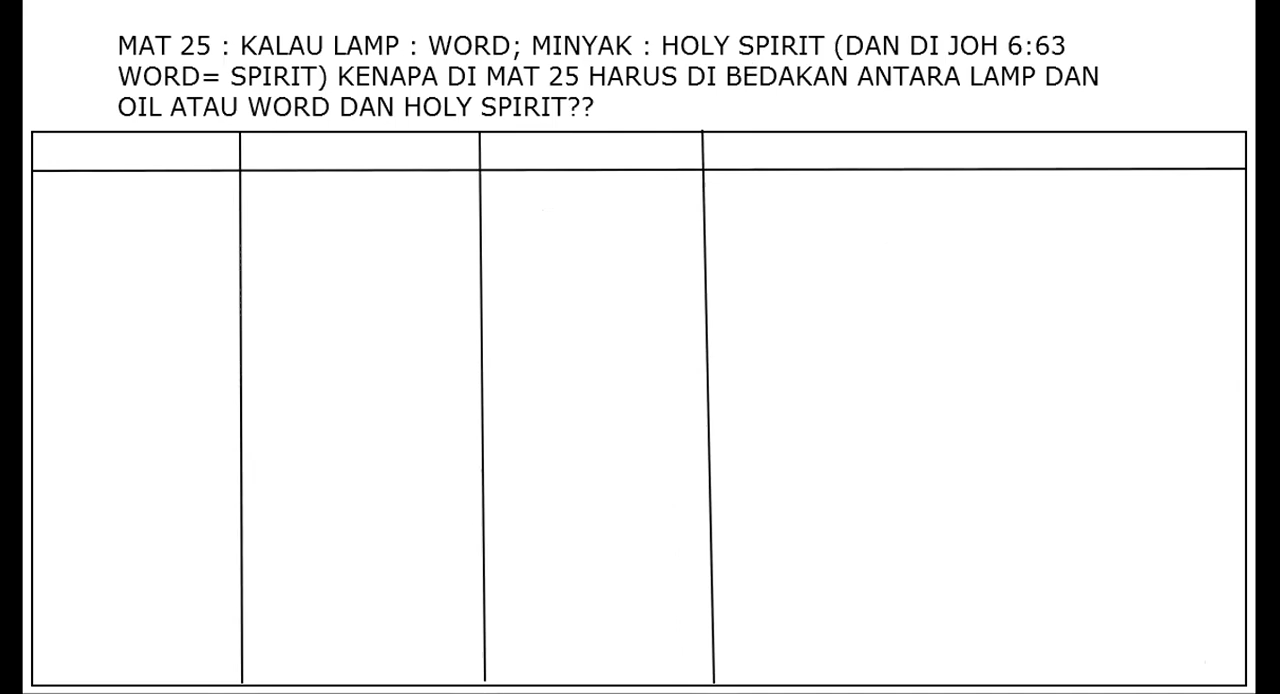 MAT 25 : KALAU LAMP : WORD; MINYAK : HOLY SPIRIT (DAN DI JOH 6:63
WORD= SPIRIT) KENAPA DI MAT 25 HARUS DI BEDAKAN ANTARA LAMP DAN
OIL ATAU WORD DAN HOLY SPIRIT??